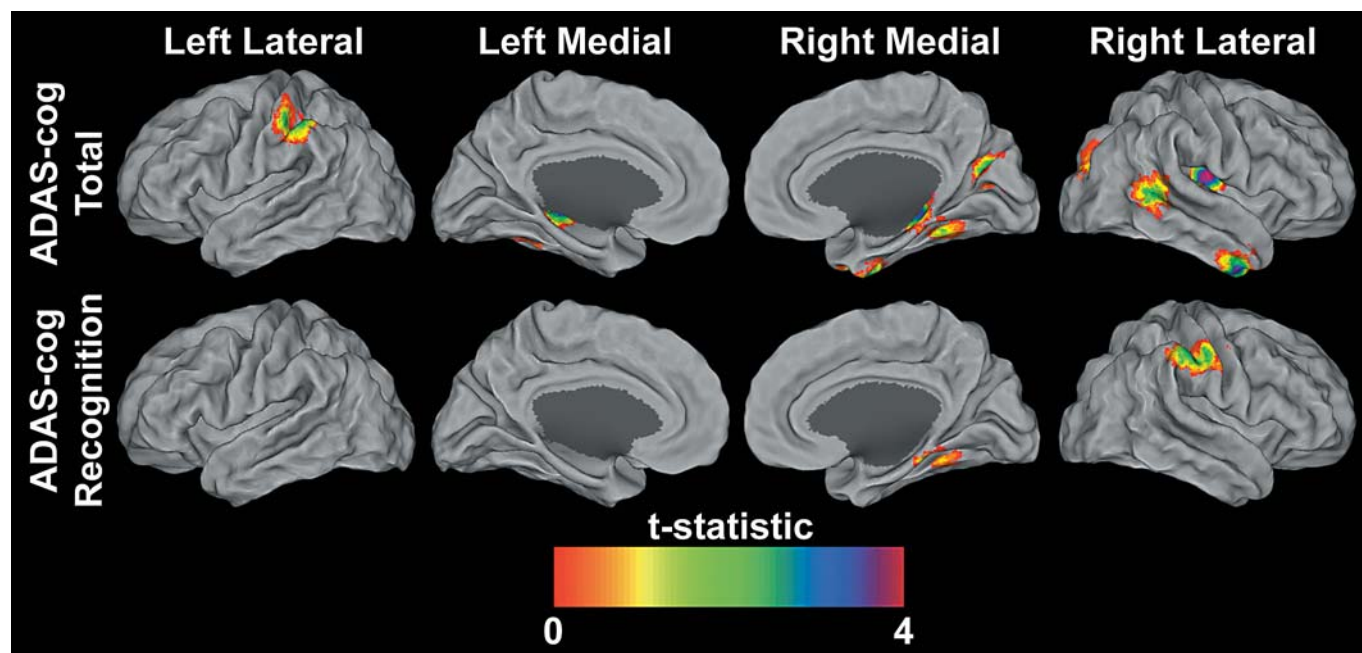 Left Lateral
Left Medial
Right Medial
Right Lateral
ADAS-cog
Total
ADAS-cog
Recognition
t-statistic
0
4